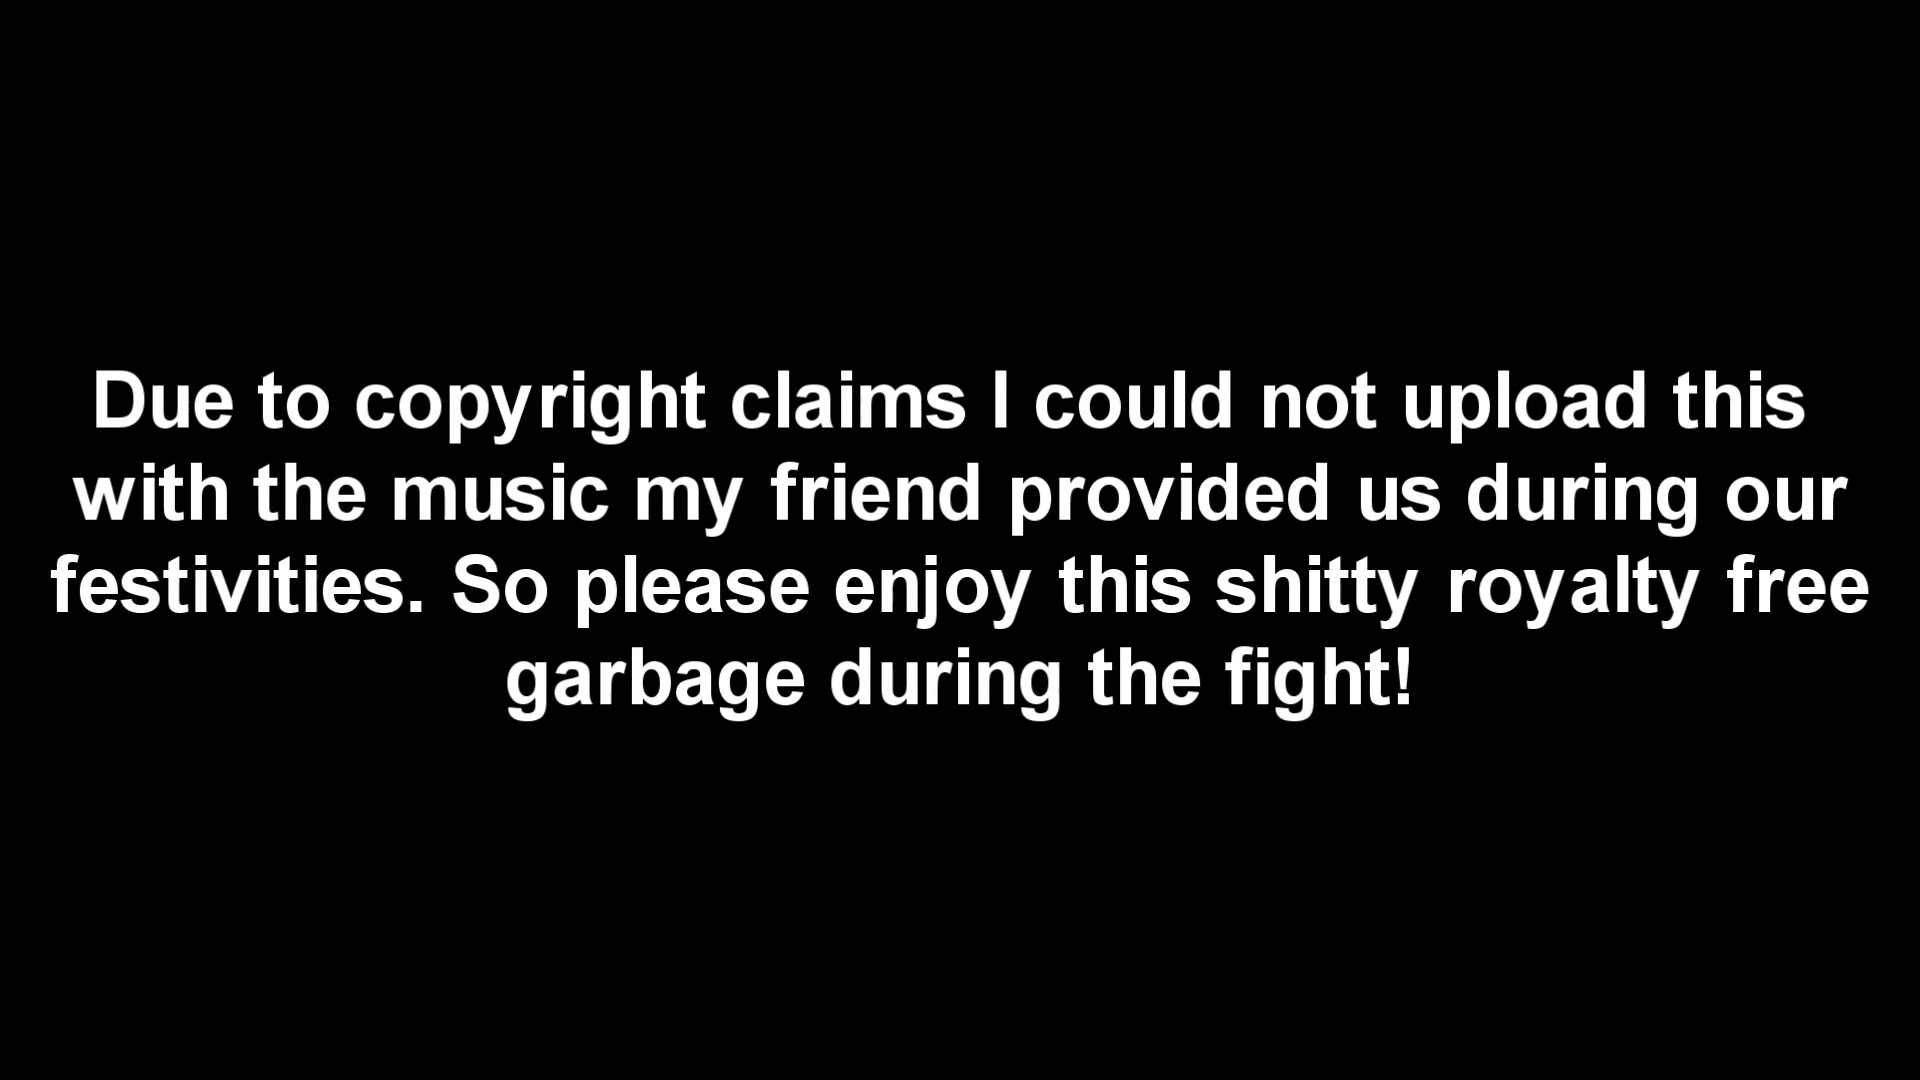 Due to copyright claims I could not upload this
with the music my friend provided us during our
festivities. So please enjoy this shitty royalty free
garbage during the fight!